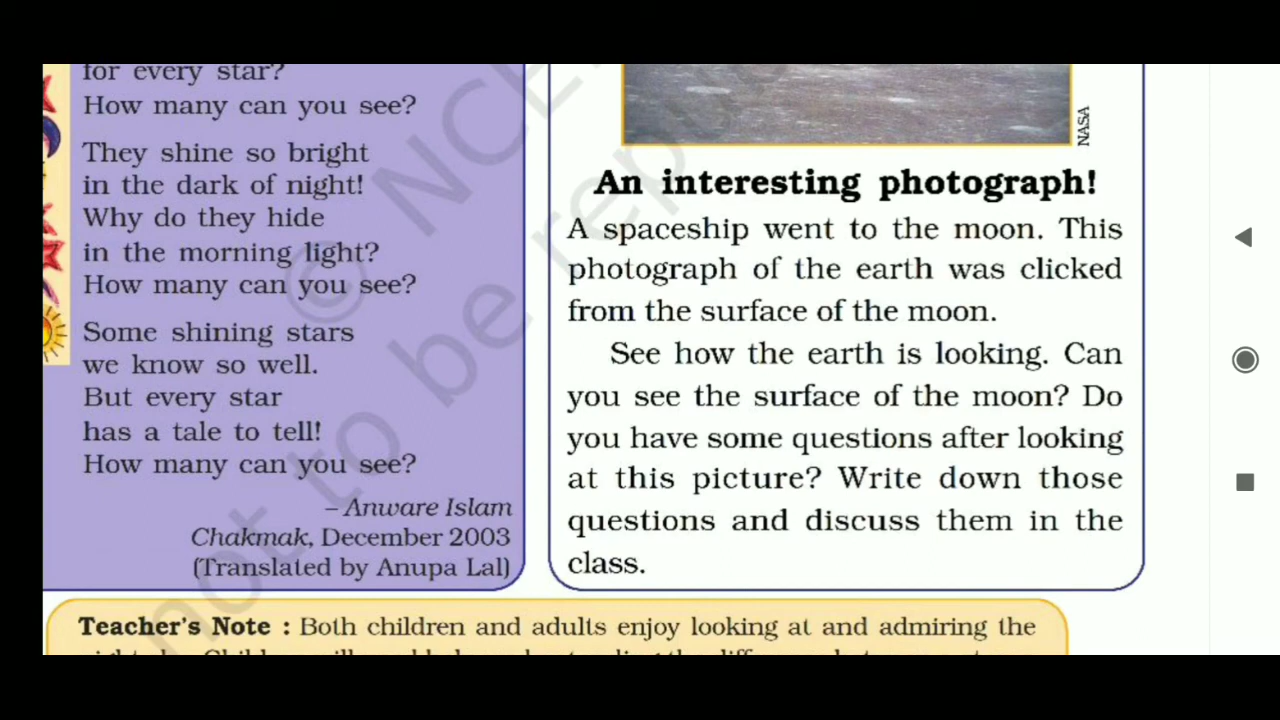 for every star?
How many can you see?
They shine so bright
in the dark of night!
Why do they hide
in the morning light?
How many can you see?
Some shining stars
we know so well.
But every star
has a tale to tell!
How many can you see?
– Anware Islam
Chakmak, December 2003
(Translated by Anupa Lal)
NASA
An interesting photograph!
A spaceship went to the moon. This
photograph of the earth was clicked
from the surface of the moon.
See how the earth is looking. Can
you see the surface of the moon? Do
you have some questions after looking
at this picture? Write down those
questions and discuss them in the
class.
Teacher's Note : Both children and adults enjoy looking at and admiring the
© NCE
not to be repu